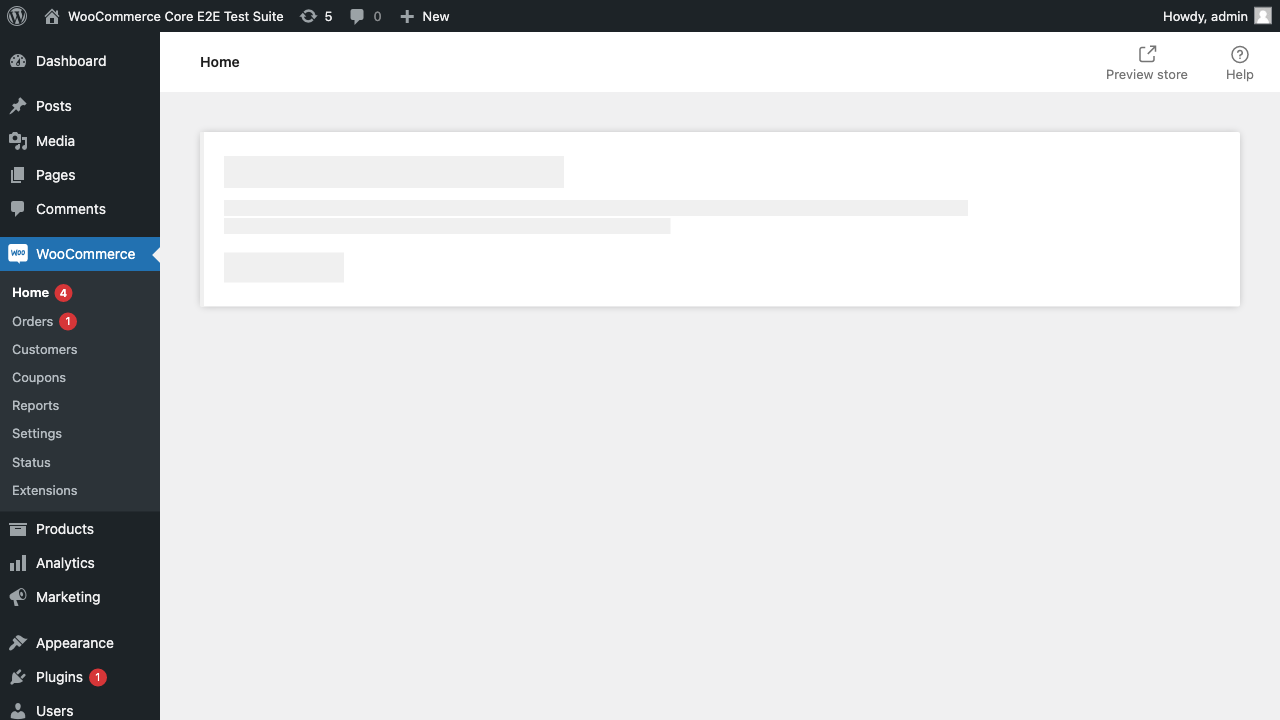 WooCommerce Core E2E Test Suite 5 0 New Howdy, admin
Dashboard
Posts
Media
Pages
Comments
WOO WooCommerce
Home 4
Orders 1
Customers
Coupons
Reports
Settings
Status
Extensions
Products
Analytics
Marketing
Appearance
Plugins 1
Users
Home
Preview store
Help